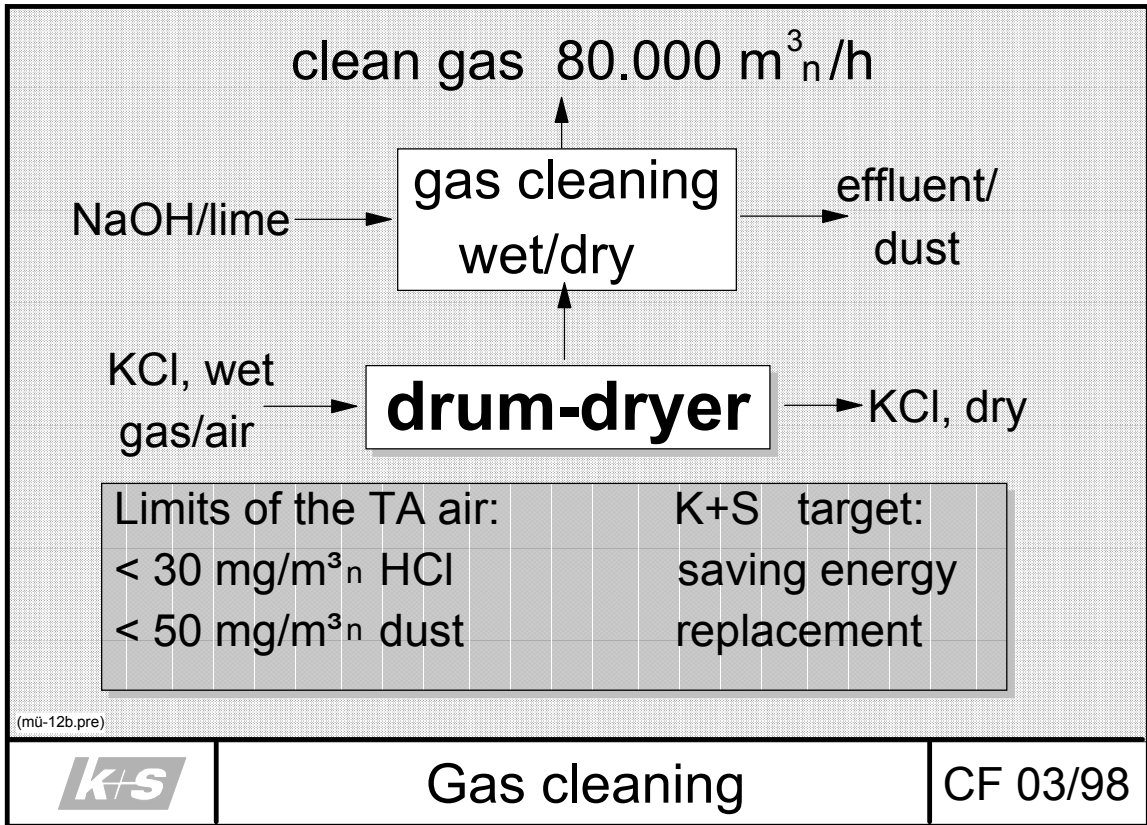 clean gas 80.000 m³n/h
gas cleaning
wet/dry
NaOH/lime
effluent/
dust
KCl, wet
gas/air
drum-dryer
KCl, dry
Limits of the TA air: K+S target:
< 30 mg/m³n HCl saving energy
< 50 mg/m³n dust replacement
(mü-12b.pre)
k+s
Gas cleaning
CF 03/98